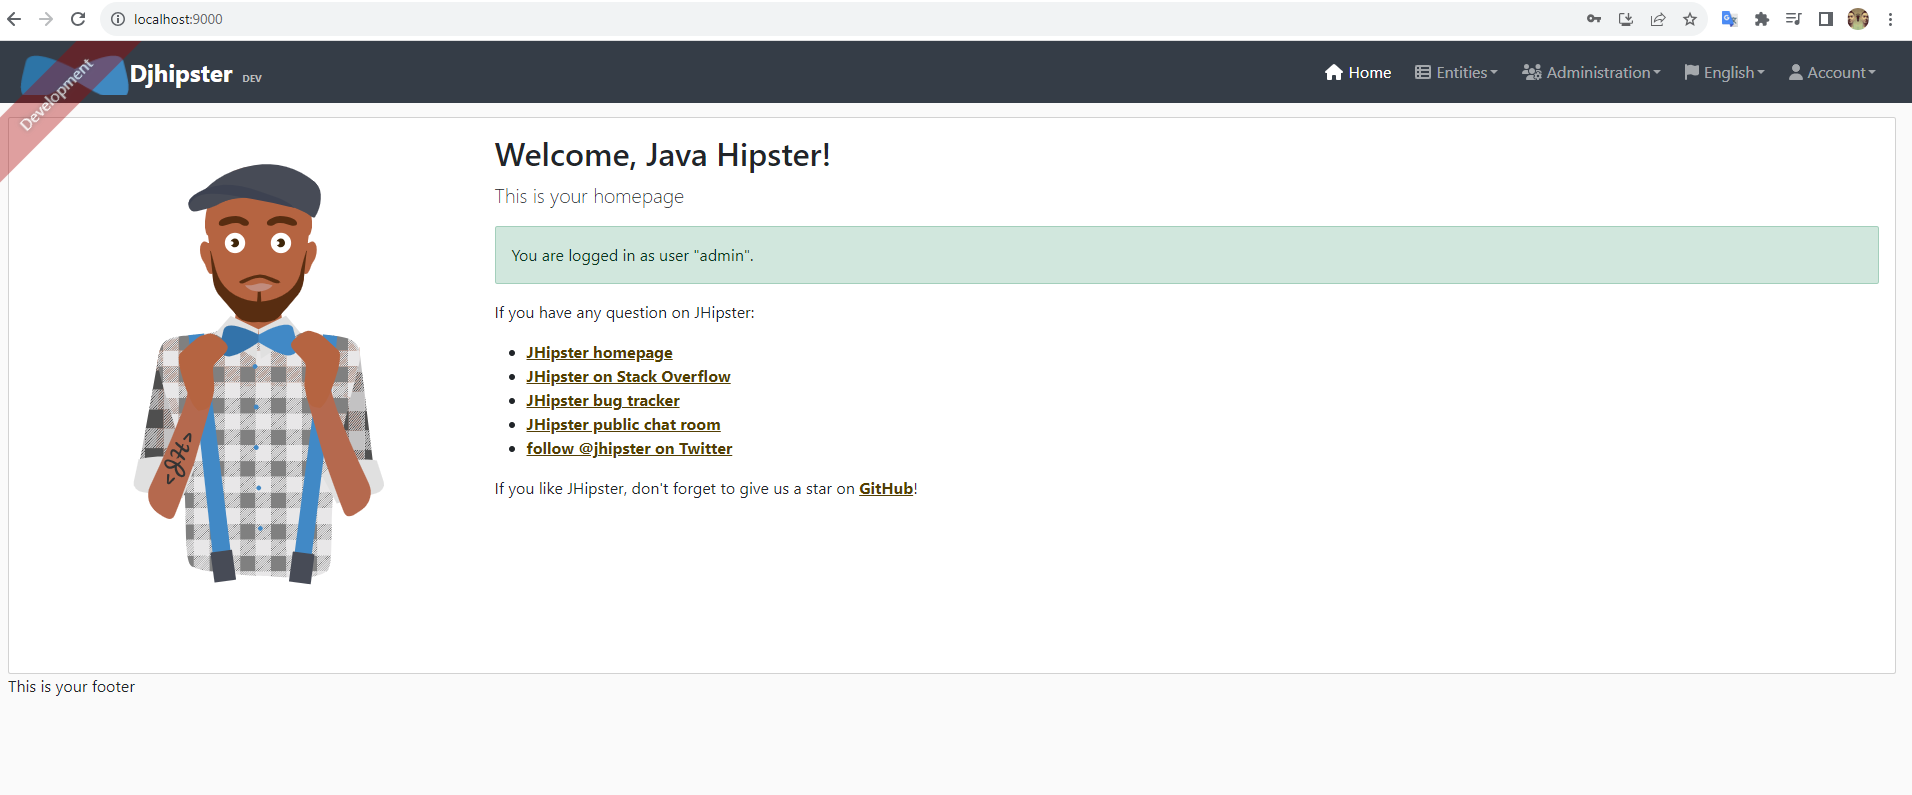 localhost:9000
Development
Djhipster DEV
Home Entities Administration English Account
Welcome, Java Hipster!
This is your homepage
You are logged in as user "admin".
If you have any question on JHipster:
JHipster homepage
JHipster on Stack Overflow
JHipster bug tracker
JHipster public chat room
follow @jhipster on Twitter
If you like JHipster, don't forget to give us a star on GitHub!
<JH>
This is your footer